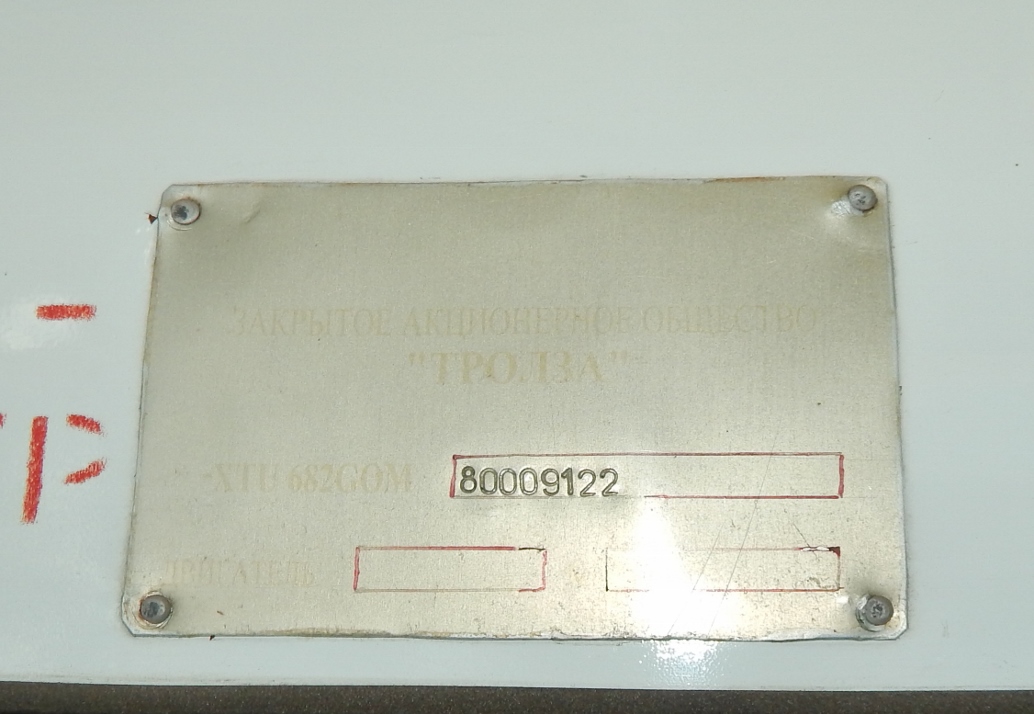 ЗАКРЫТОЕ АКЦИОНЕРНОЕ ОБЩЕСТВО
"ТРОЛЗА"
XTU 682GOM 80009122
ДВИГАТЕЛЬ